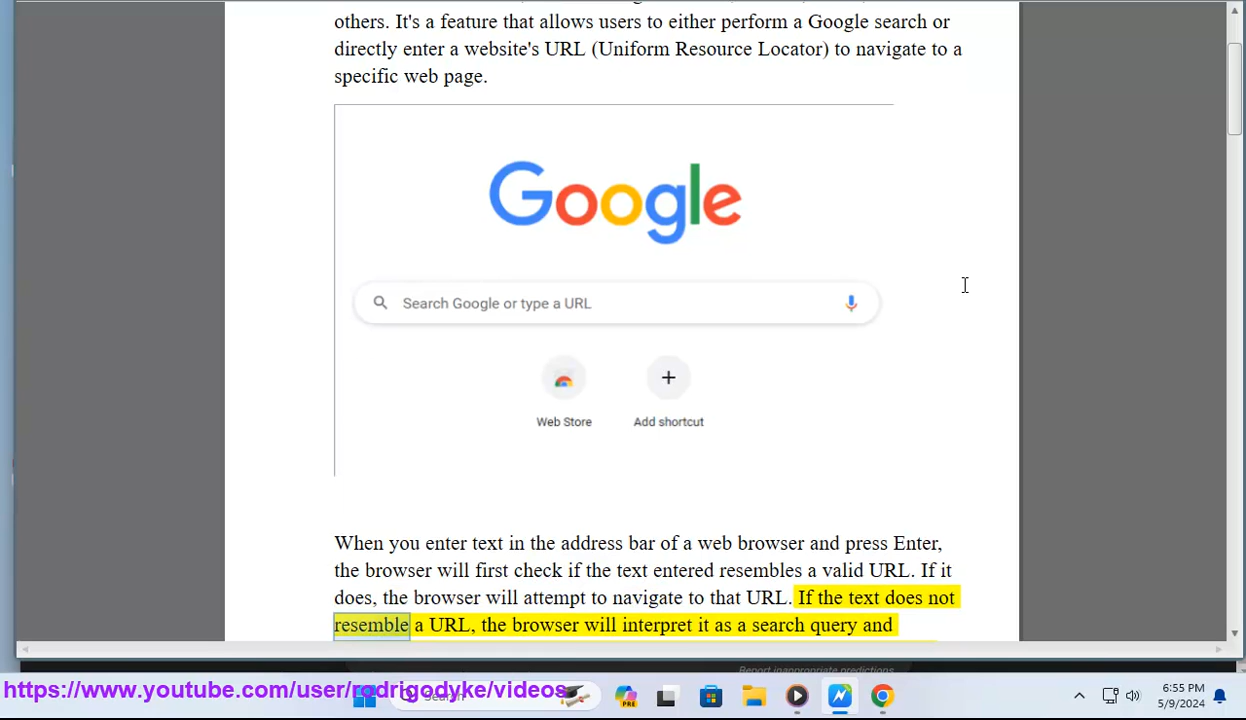 others. It's a feature that allows users to either perform a Google search or
directly enter a website's URL (Uniform Resource Locator) to navigate to a
specific web page.
Google
Search Google or type a URL
Web Store
Add shortcut
When you enter text in the address bar of a web browser and press Enter,
the browser will first check if the text entered resembles a valid URL. If it
does, the browser will attempt to navigate to that URL. If the text does not
resemble a URL, the browser will interpret it as a search query and
Report inappropriate predictions
https://www.youtube.com/user/rodrigodyke/videos
Search
PRE
6:55 PM
5/9/2024